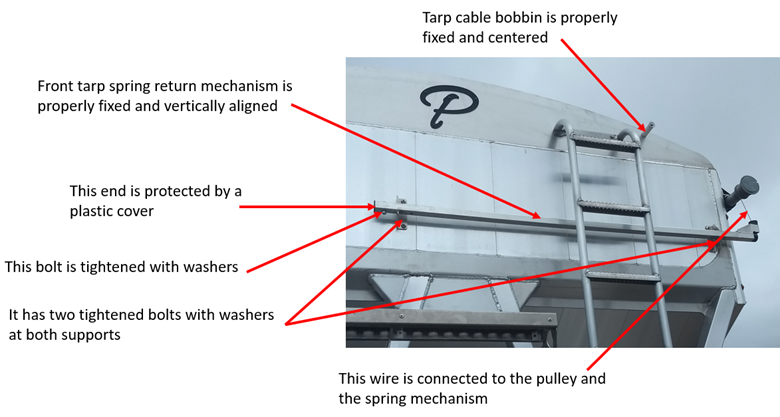 Tarp cable bobbin is properly
fixed and centered
Front tarp spring return mechanism is
properly fixed and vertically aligned
This end is protected by a
plastic cover
This bolt is tightened with washers
It has two tightened bolts with washers
at both supports
This wire is connected to the pulley and
the spring mechanism
P